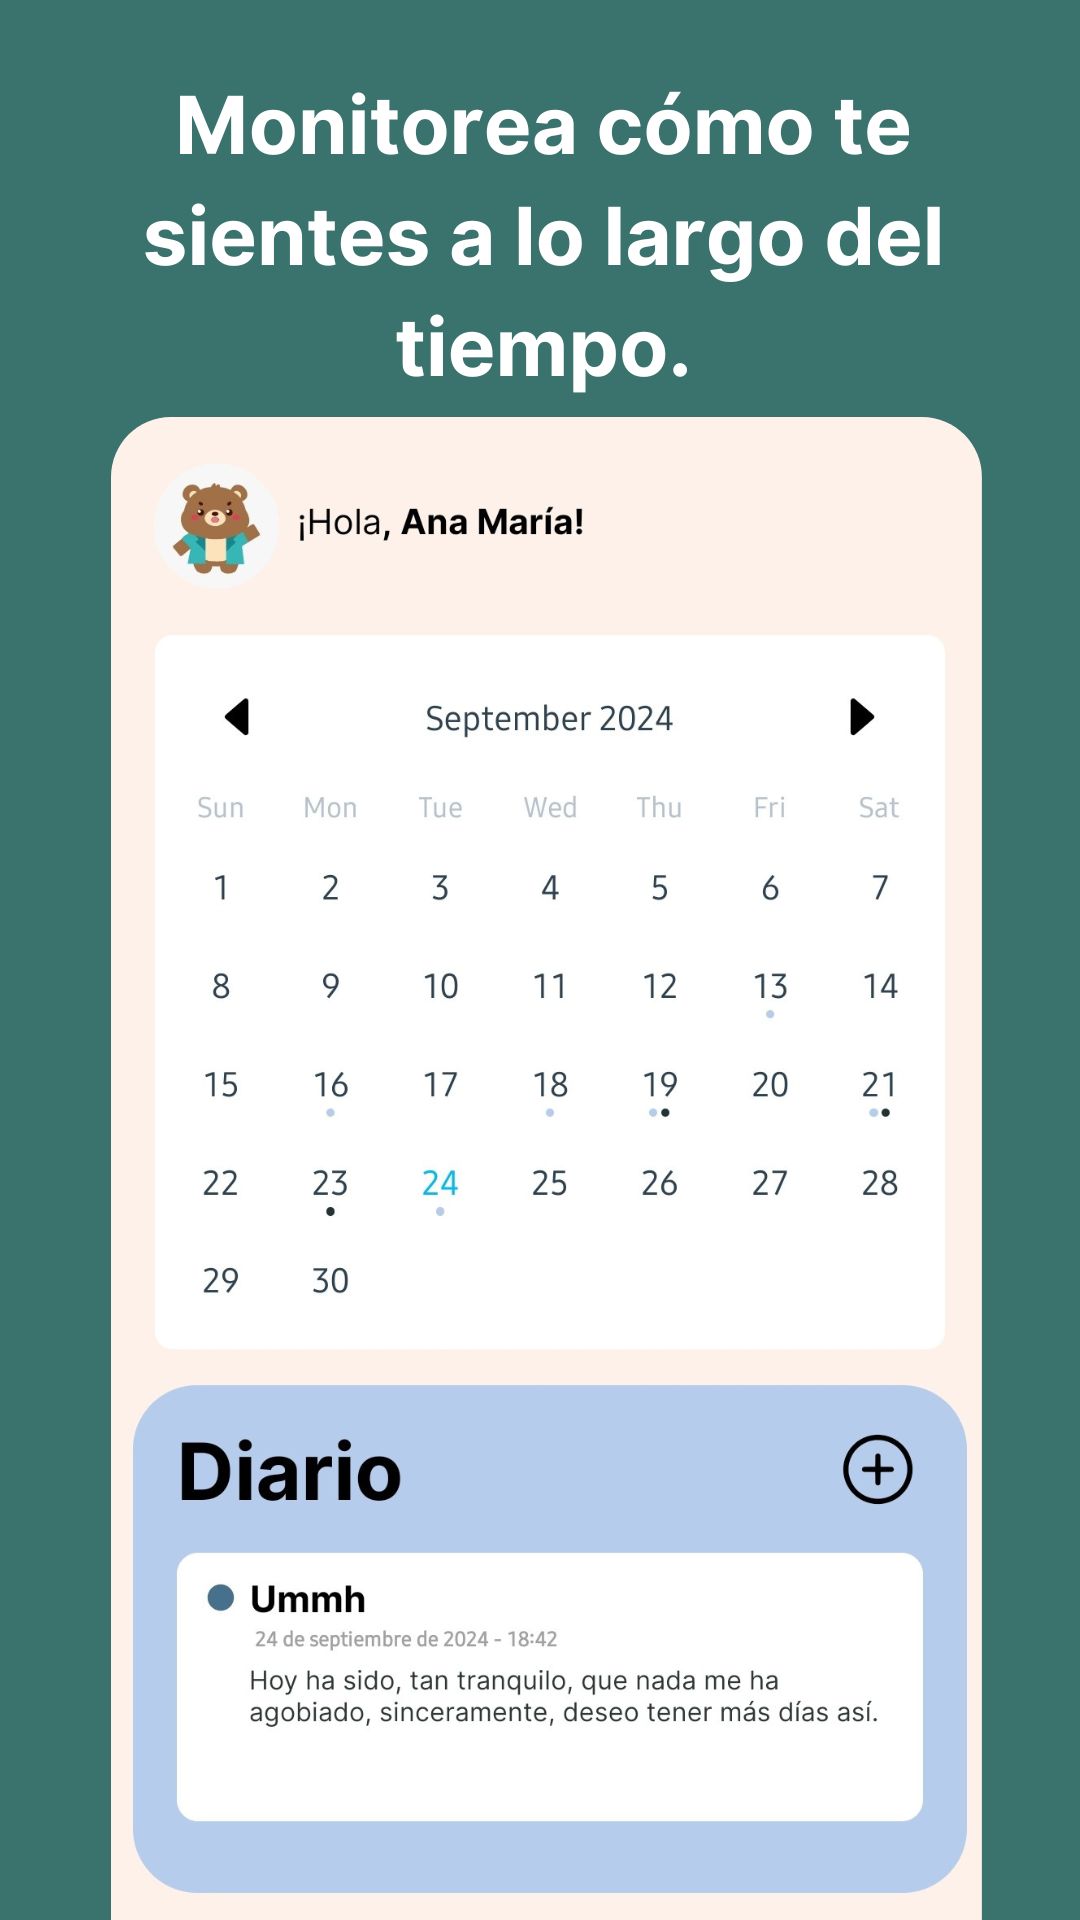 Monitorea cómo te
sientes a lo largo del
tiempo.
¡Hola, Ana María!
September 2024
Sun Mon Tue Wed Thu Fri Sat
1 2 3 4 5 6 7
8 9 10 11 12 13 14
15 16 17 18 19 20 21
22 23 24 25 26 27 28
29 30
Diario
Ummh
24 de septiembre de 2024 - 18:42
Hoy ha sido, tan tranquilo, que nada me ha
agobiado, sinceramente, deseo tener más días así.